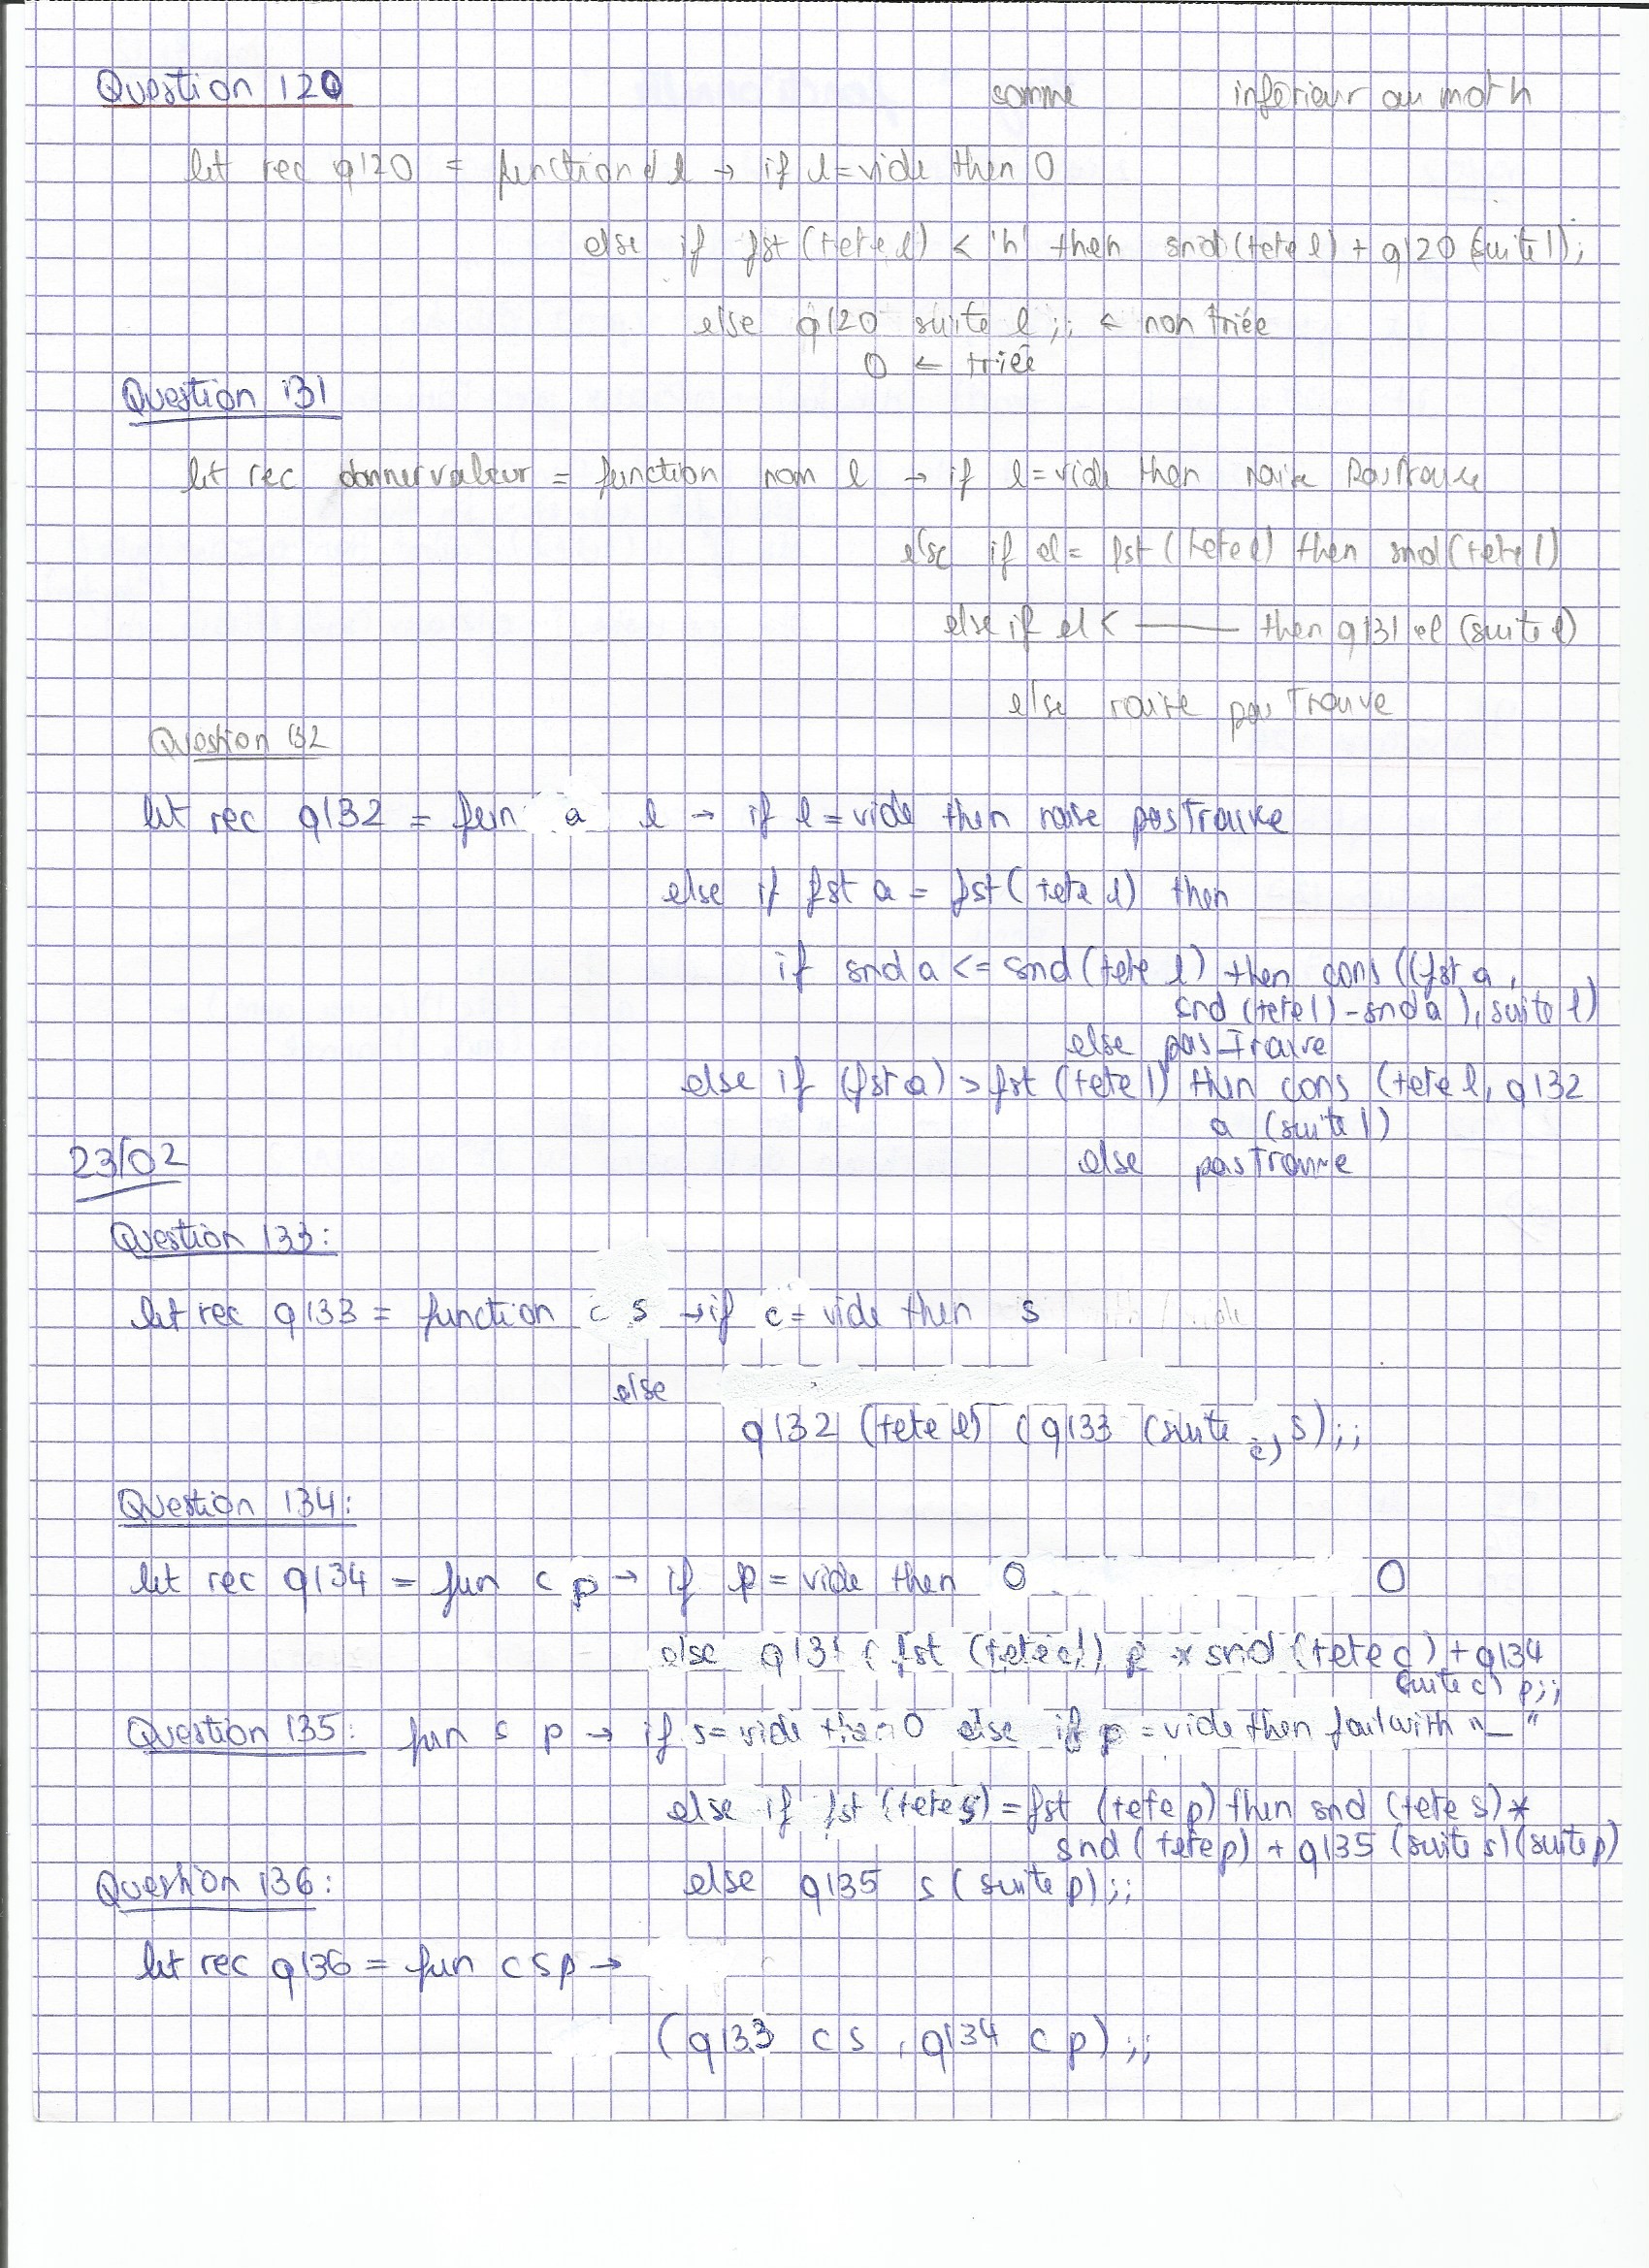 Question 120 somme inférieur au mot h
let rec q120 = function l → if l=vide then 0
else if fst (tete l) < 'h' then snd (tete l) + q120 (suite l);
else q120 suite l ;; ← non triée
0 ← triée
Question 131
let rec donnervaleur = function nom l → if l=vide then raise PasTrouve
else if el = fst (tete l) then snd (tete l)
else if el < —— then q131 el (suite l)
else raise pasTrouve
Question 132
let rec q132 = fun a l → if l = vide then raise pasTrouve
else if fst a = fst (tete l) then
if snd a <= snd (tete l) then cons ((fst a,
snd (tete l) - snd a), suite l)
else pasTrouve
else if (fst a) > fst (tete l) then cons (tete l, q132
a (suite l)
else pasTrouve
23/02
Question 133:
let rec q133 = function c s → if c = vide then s
else
q132 (tete l) (q133 (suite c) s);;
Question 134:
let rec q134 = fun c p → if p = vide then 0 0
else q131 (fst (tete c)) p * snd (tete c) + q134
(suite c) p;;
Question 135: fun s p → if s = vide then 0 else if p = vide then failwith "_"
else if fst (tete s) = fst (tete p) then snd (tete s) *
snd (tete p) + q135 (suite s) (suite p)
else q135 s (suite p);;
Question 136:
let rec q136 = fun c s p →
(q133 c s , q134 c p);;